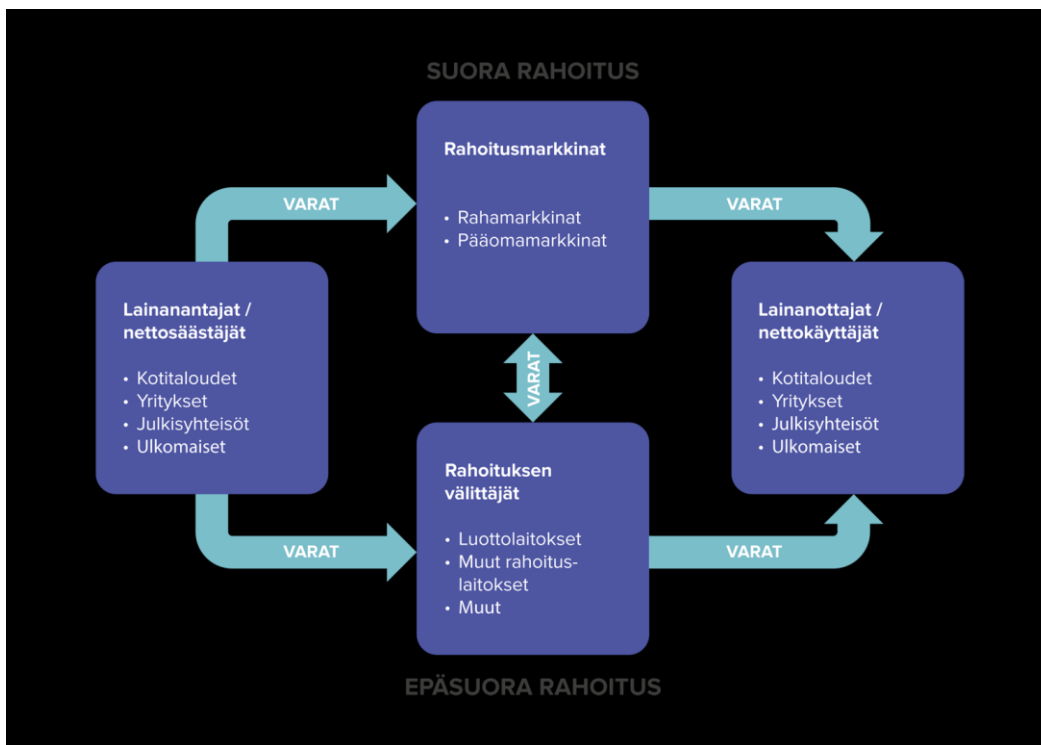 SUORA RAHOITUS
Rahoitusmarkkinat
• Rahamarkkinat
• Pääomamarkkinat
VARAT
VARAT
Lainanantajat /
nettosäästäjät
• Kotitaloudet
• Yritykset
• Julkisyhteisöt
• Ulkomaiset
VARAT
Lainanottajat /
nettokäyttäjät
• Kotitaloudet
• Yritykset
• Julkisyhteisöt
• Ulkomaiset
Rahoituksen
välittäjät
• Luottolaitokset
• Muut rahoitus-
laitokset
• Muut
VARAT
VARAT
EPÄSUORA RAHOITUS